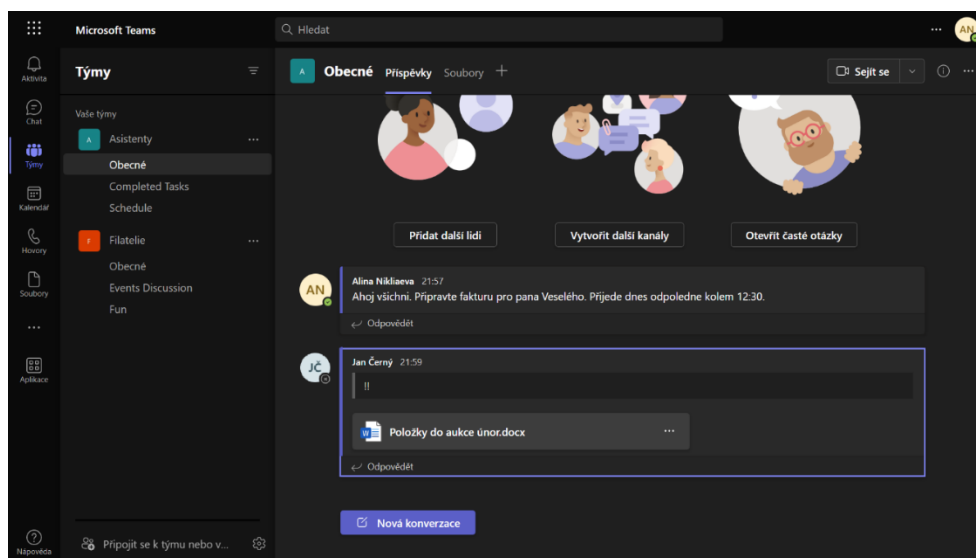 Microsoft Teams
Hledat
AN
Aktivita
Chat
Týmy
Kalendář
Hovory
Soubory
Aplikace
Nápověda
Týmy
Vaše týmy
A Asistenty
Obecné
Completed Tasks
Schedule
F Filatelie
Obecné
Events Discussion
Fun
Připojit se k týmu nebo v...
A Obecné Příspěvky Soubory
Sejít se
Přidat další lidi
Vytvořit další kanály
Otevřít časté otázky
AN
Alina Nikliaeva 21:57
Ahoj všichni. Připravte fakturu pro pana Veselého. Přijede dnes odpoledne kolem 12:30.
Odpovědět
JČ
Jan Černý 21:59
!!
W Položky do aukce únor.docx
Odpovědět
Nová konverzace